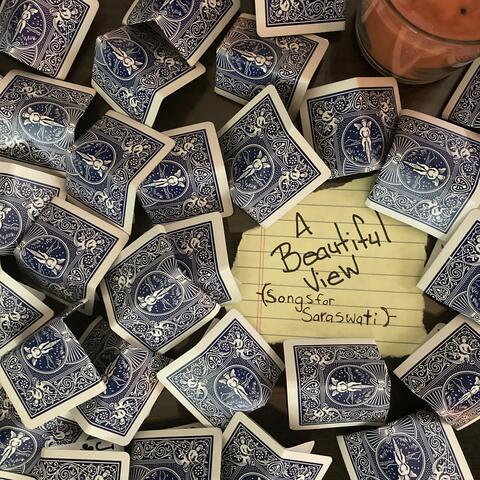 A
Beautiful
View
(Songs for
Saraswati)